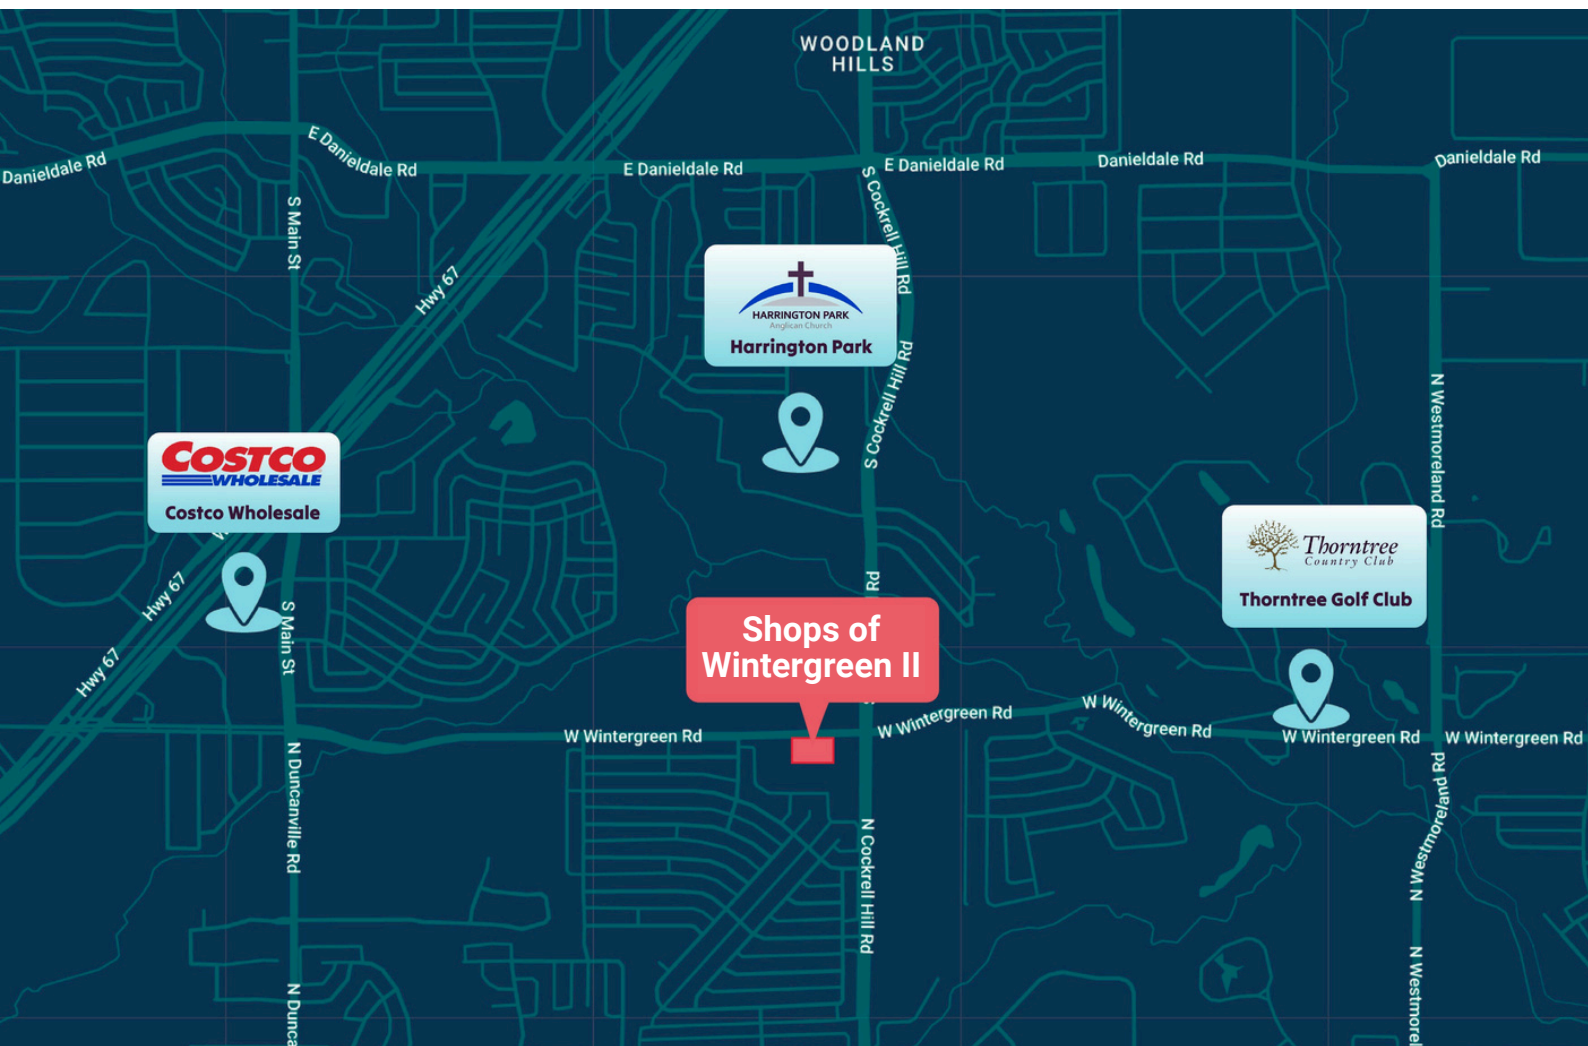 WOODLAND
HILLS
Danieldale Rd
E Danieldale Rd
E Danieldale Rd
E Danieldale Rd
Danieldale Rd
Danieldale Rd
S Main St
S Cockrell Hill Rd
Hwy 67
HARRINGTON PARK
Anglican Church
Harrington Park
S Cockrell Hill Rd
N Westmoreland Rd
COSTCO
WHOLESALE
Costco Wholesale
Thorntree
Country Club
Thorntree Golf Club
Hwy 67
S Main St
Rd
Shops of
Wintergreen II
Hwy 67
W Wintergreen Rd
W Wintergreen Rd
W Wintergreen Rd
W Wintergreen Rd
W Wintergreen Rd
N Duncanville Rd
N Cockrell Hill Rd
N Westmoreland Rd
N Dunca
N Westmorel